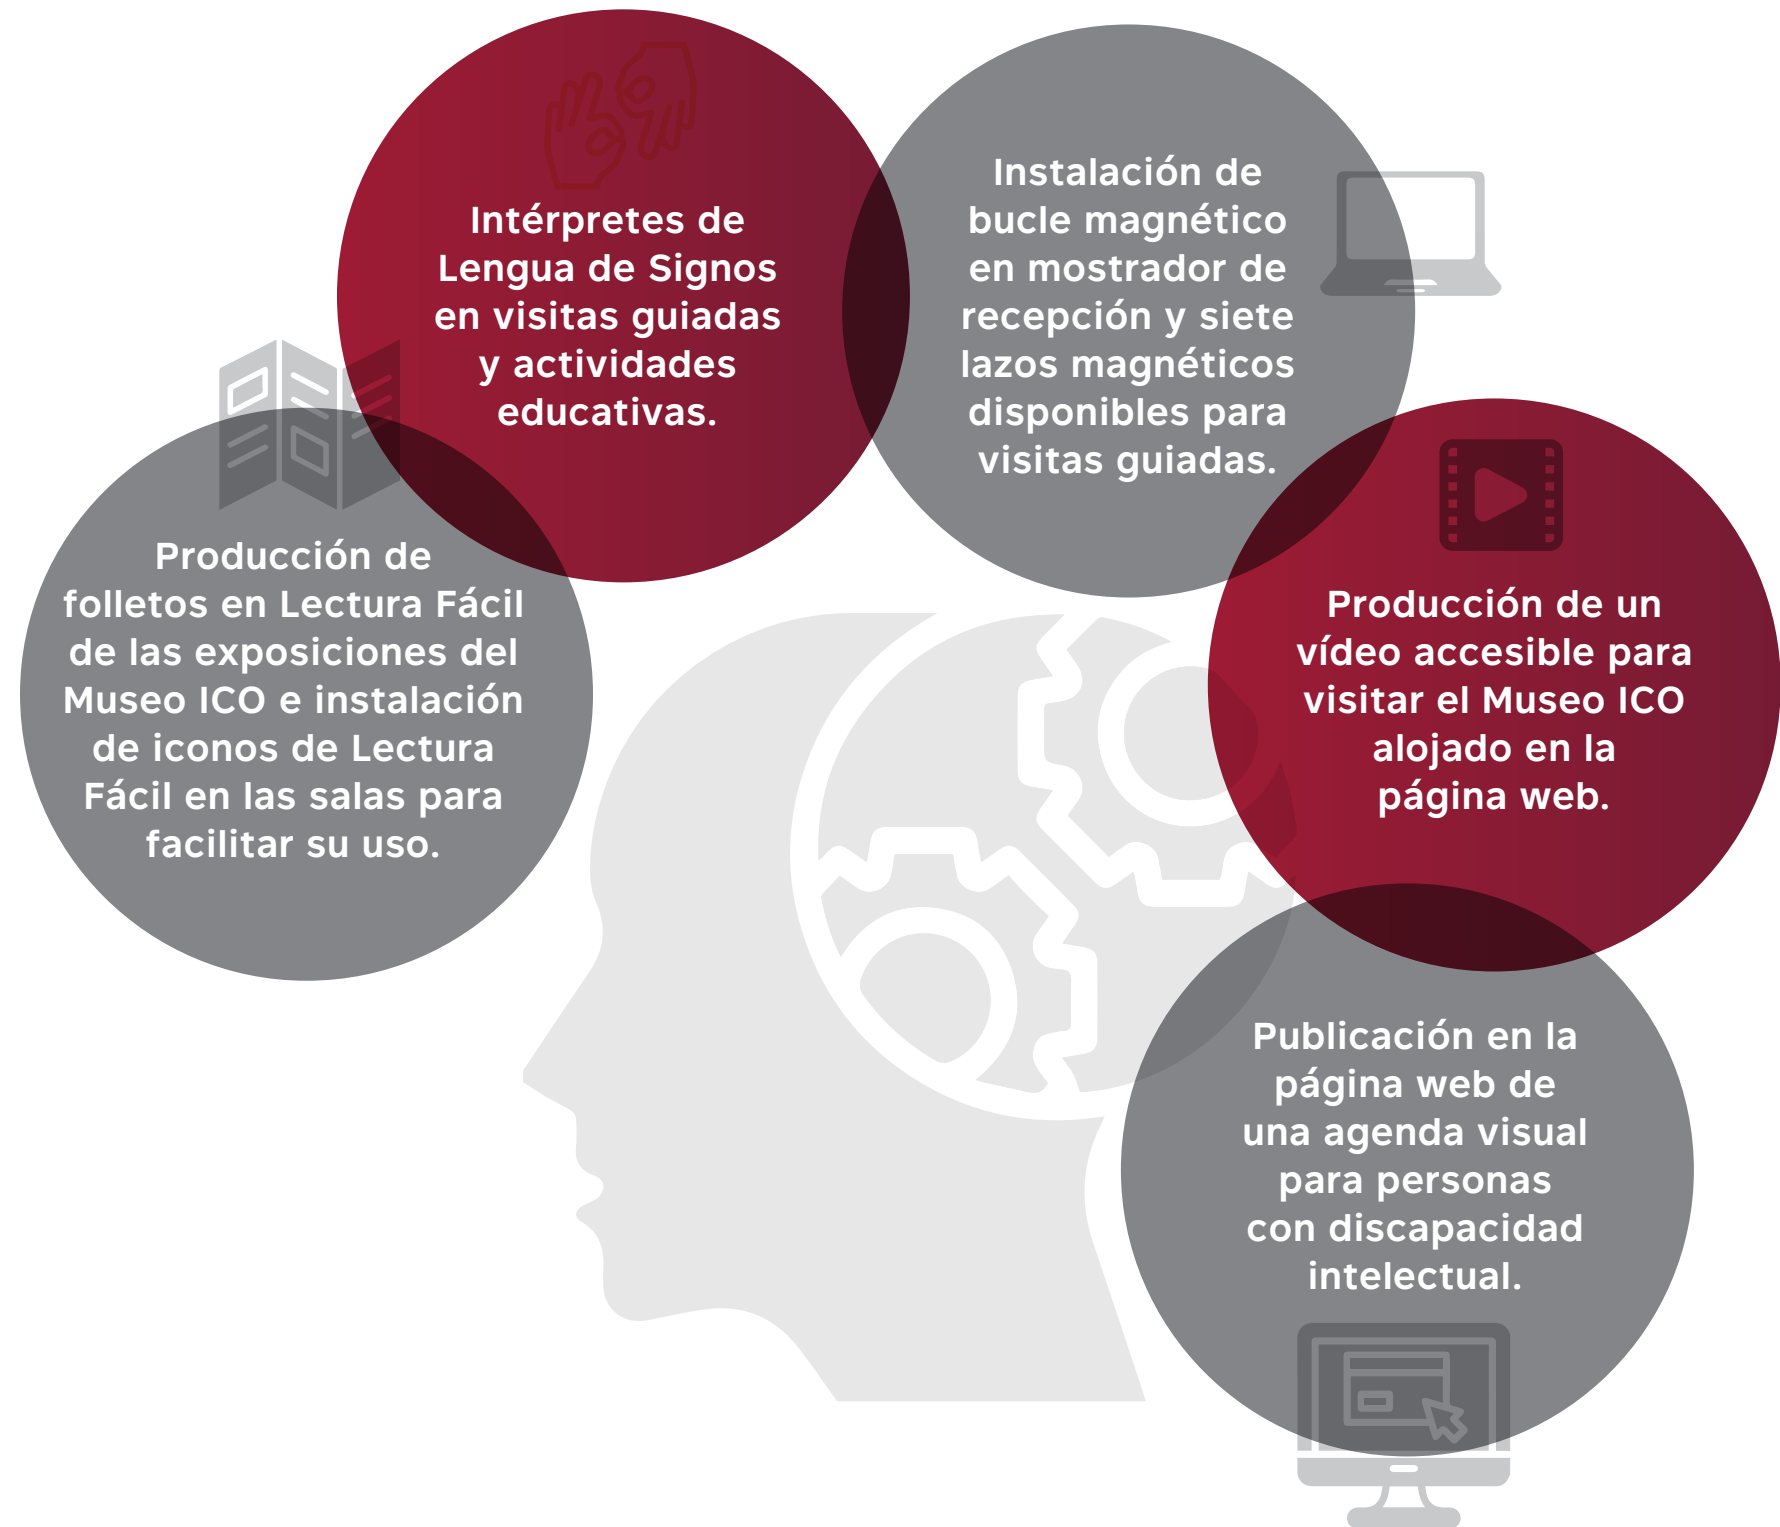 Producción de
folletos en Lectura Fácil
de las exposiciones del
Museo ICO e instalación
de iconos de Lectura
Fácil en las salas para
facilitar su uso.
Intérpretes de
Lengua de Signos
en visitas guiadas
y actividades
educativas.
Instalación de
bucle magnético
en mostrador de
recepción y siete
lazos magnéticos
disponibles para
visitas guiadas.
Producción de un
vídeo accesible para
visitar el Museo ICO
alojado en la
página web.
Publicación en la
página web de
una agenda visual
para personas
con discapacidad
intelectual.